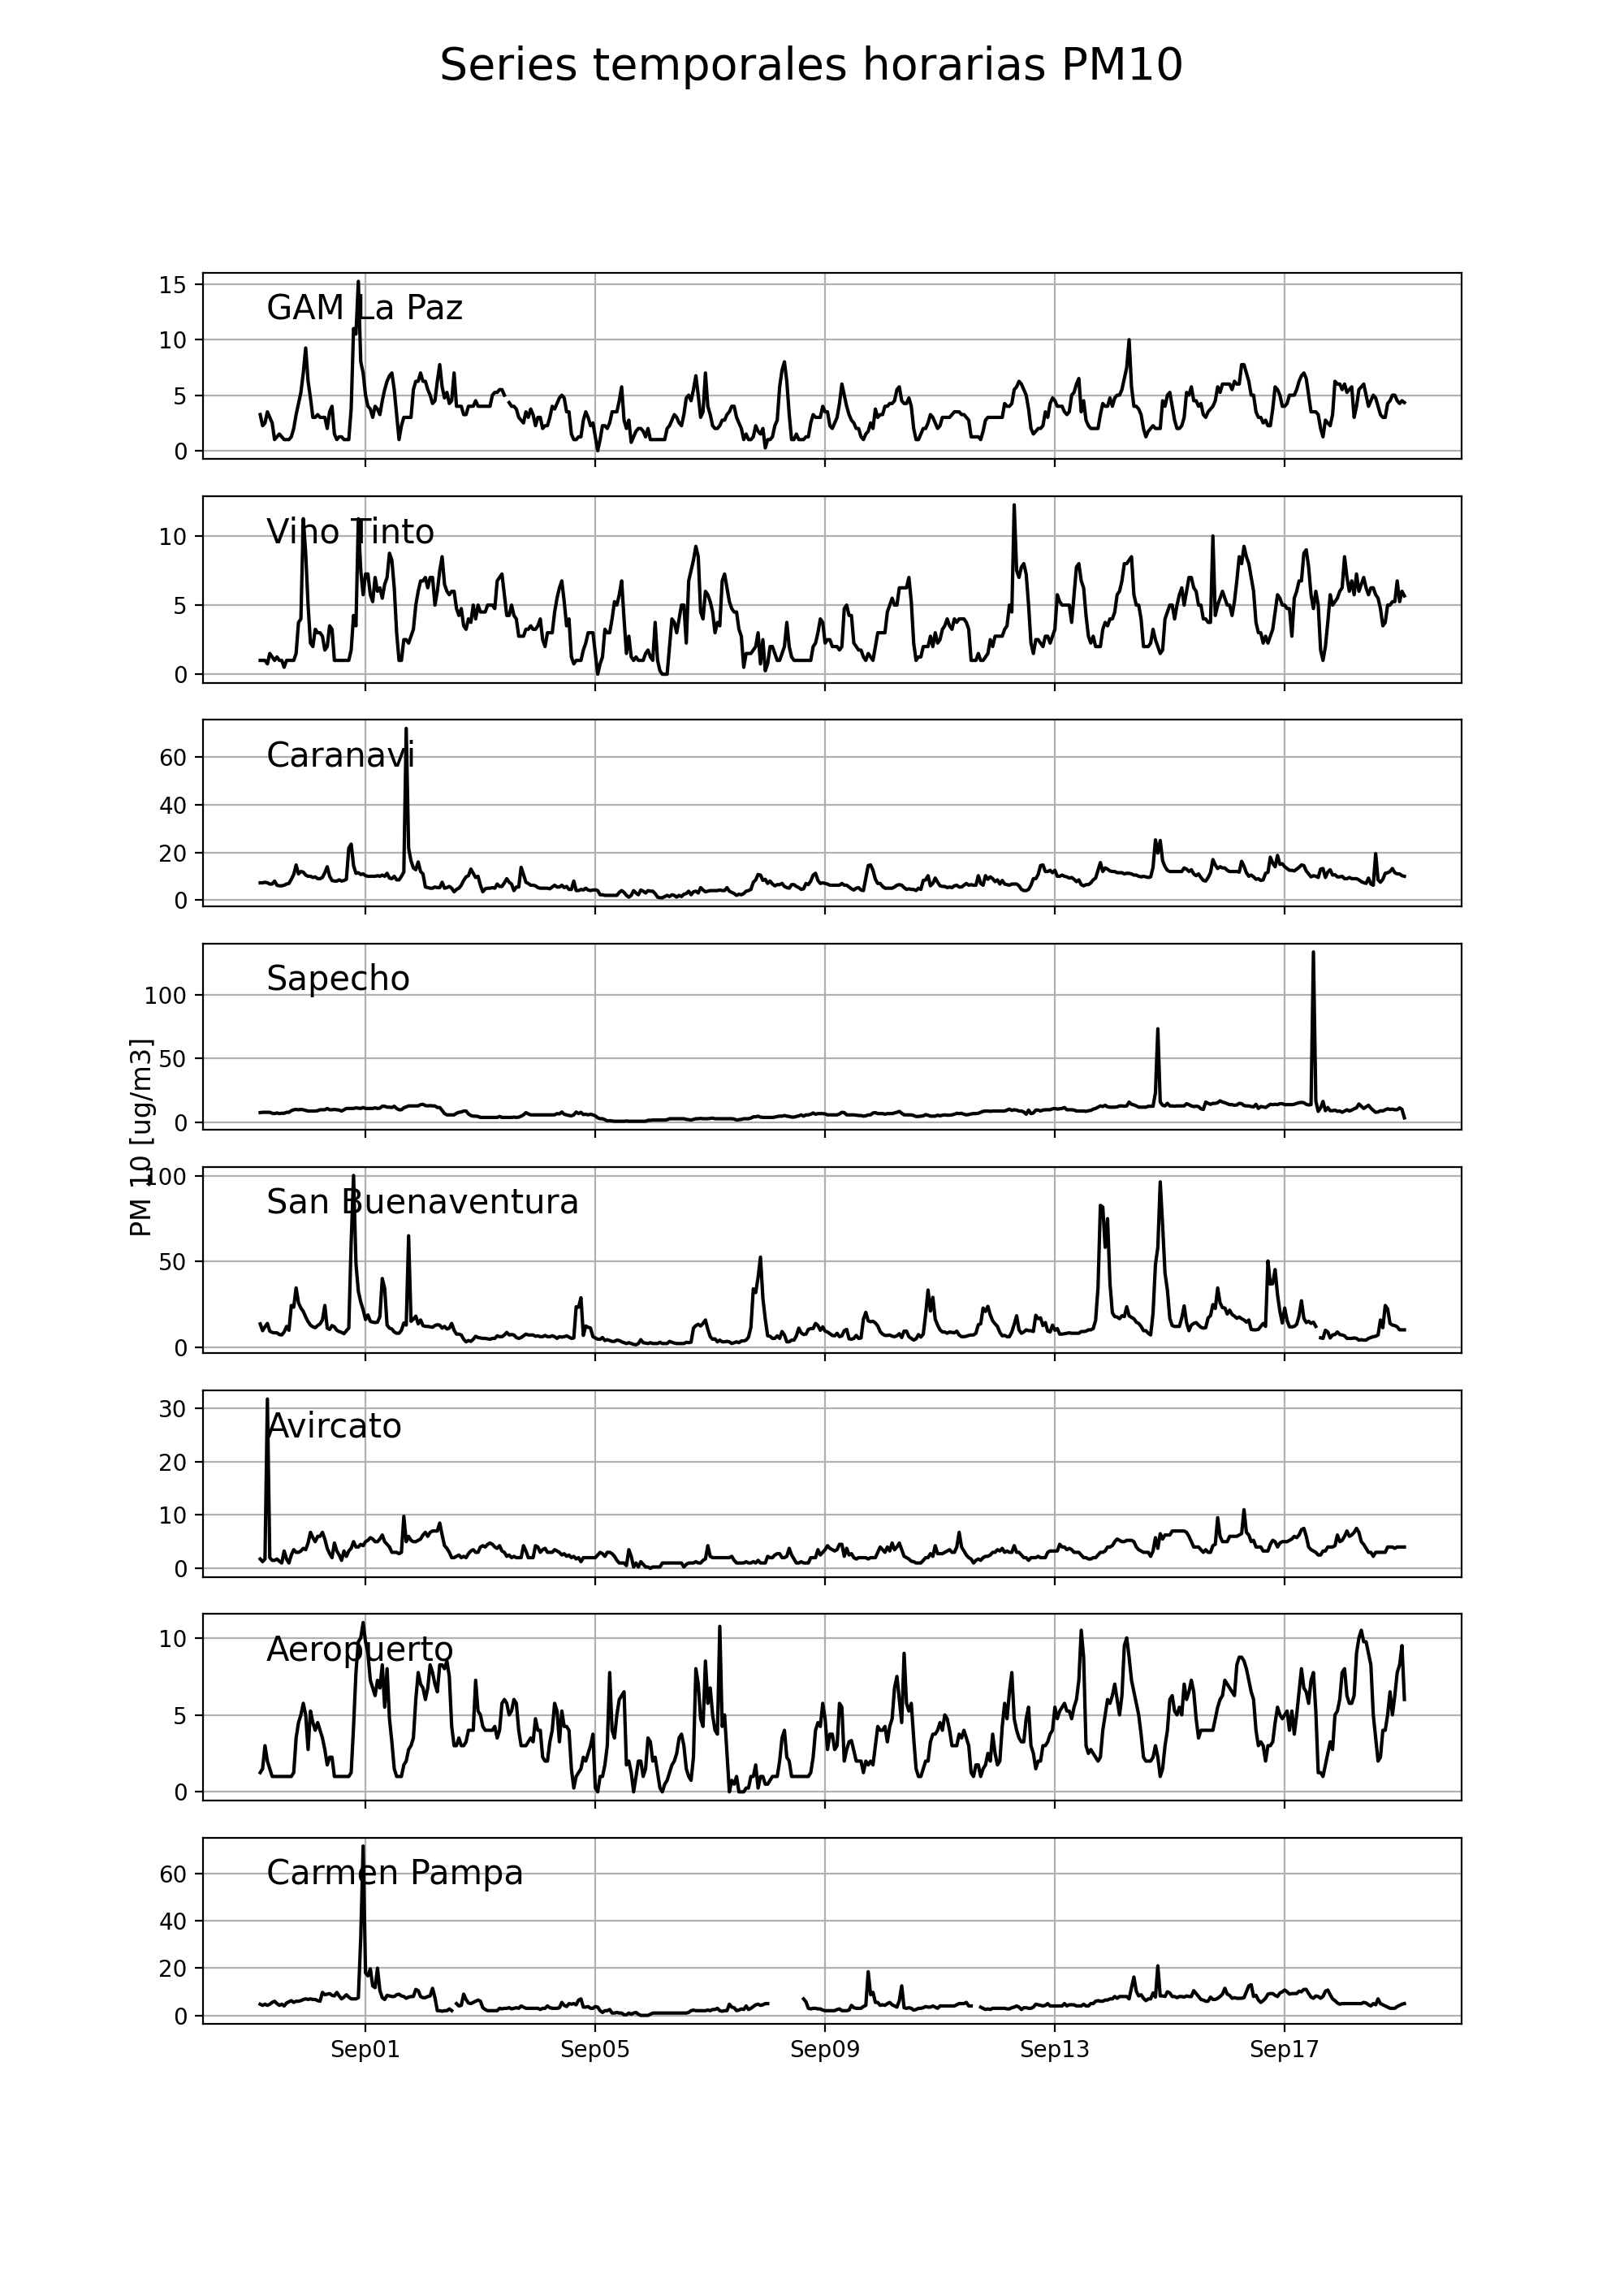 Series temporales horarias PM10
15
GAM La Paz
10
5
0
Vino Tinto
10
5
0
Caranavi
60
40
20
0
Sapecho
100
50
0
PM 10 [ug/m3]
100
San Buenaventura
50
0
30
Avircato
20
10
0
10
Aeropuerto
5
0
60
Carmen Pampa
40
20
0
Sep01 Sep05 Sep09 Sep13 Sep17